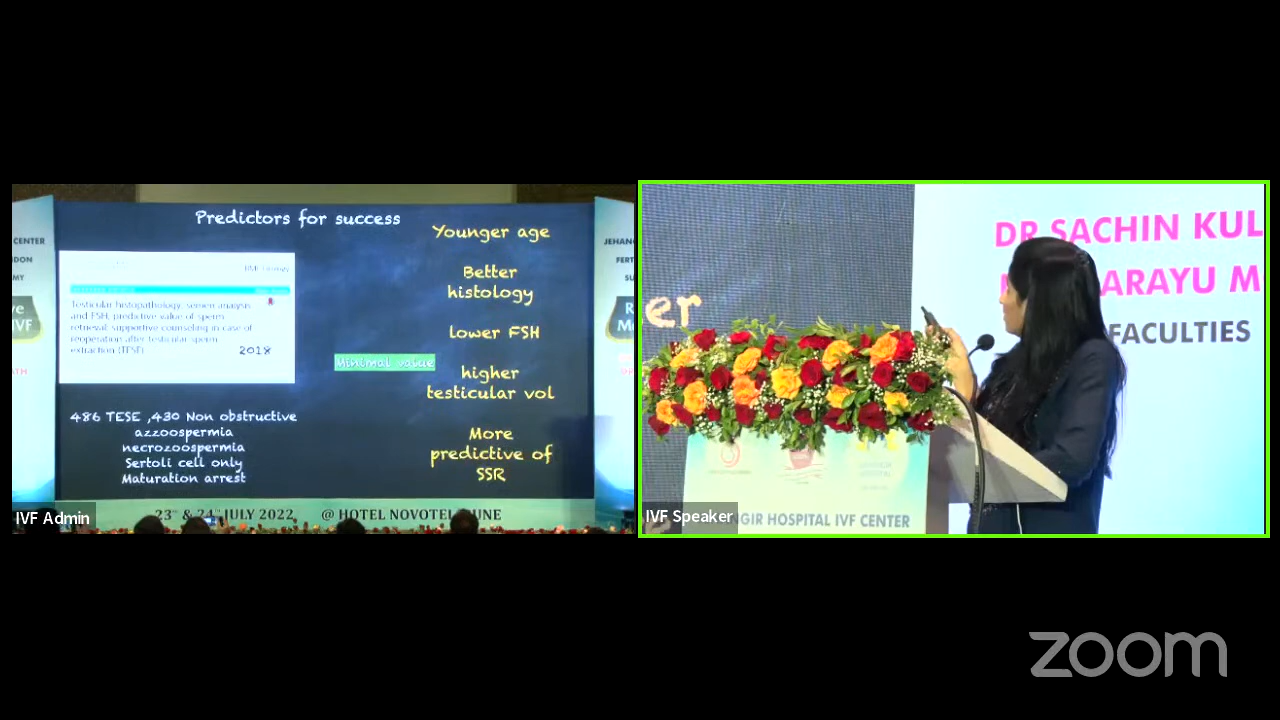 CENTER
Predictors for success
Younger age
Better
histology
lower FSH
higher
testicular vol
More
predictive of
SSR
Testicular histopathology, semen analysis
and FSH, predictive value of sperm
retrieval supportive counseling in case of
reoperation after testicular sperm
extraction (TESE)
2018
Minimal value
486 TESE ,430 Non obstructive
azzoospermia
necrozoospermia
Sertoli cell only
Maturation arrest
23rd & 24th JULY 2022
@ HOTEL NOVOTEL
IVF Admin
er
DR SACHIN KUL
ARAYU M
FACULTIES
HOSPITAL IVF CENTER
IVF Speaker
zoom